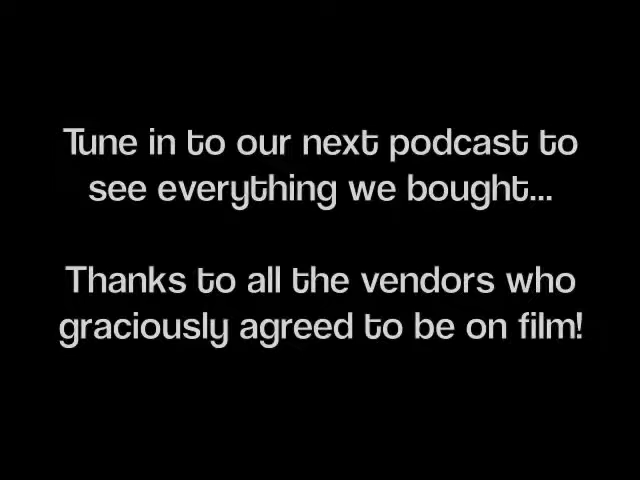 Tune in to our next podcast to
see everything we bought...
Thanks to all the vendors who
graciously agreed to be on film!